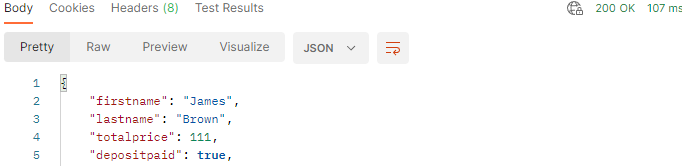 Body Cookies Headers (8) Test Results 200 OK 107 ms
Pretty Raw Preview Visualize JSON
1 {
2 "firstname": "James",
3 "lastname": "Brown",
4 "totalprice": 111,
5 "depositpaid": true,